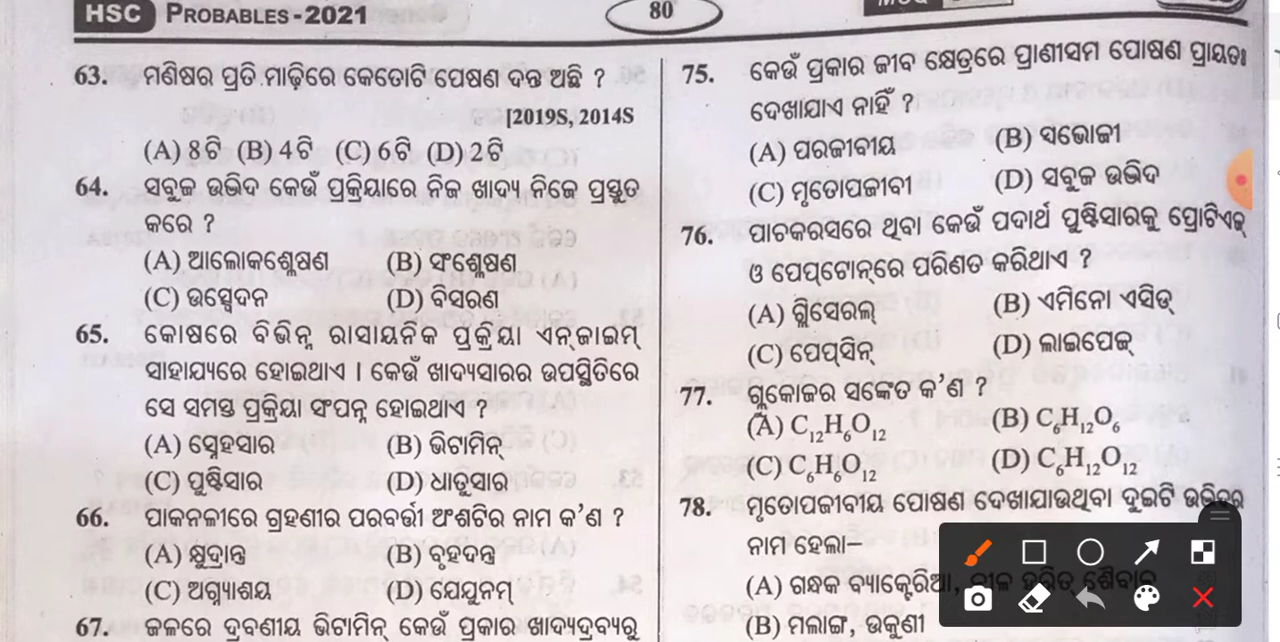 HSC PROBABLES - 2021
80
63. ମଣିଷର ପ୍ରତି ମାଢ଼ିରେ କେତୋଟି ପେଷଣ ଦନ୍ତ ଅଛି ?
[2019S, 2014S
(A) 8ଟି (B) 4ଟି (C) 6ଟି (D) 2ଟି
64. ସବୁଜ ଉଦ୍ଭିଦ କେଉଁ ପ୍ରକ୍ରିୟାରେ ନିଜ ଖାଦ୍ୟ ନିଜେ ପ୍ରସ୍ତୁତ
କରେ ?
(A) ଆଲୋକଶ୍ଳେଷଣ (B) ସଂଶ୍ଳେଷଣ
(C) ଉତ୍ସ୍ୱେଦନ (D) ବିସରଣ
65. କୋଷରେ ବିଭିନ୍ନ ରାସାୟନିକ ପ୍ରକ୍ରିୟା ଏନ୍‌ଜାଇମ୍
ସାହାଯ୍ୟରେ ହୋଇଥାଏ । କେଉଁ ଖାଦ୍ୟସାରର ଉପସ୍ଥିତିରେ
ସେ ସମସ୍ତ ପ୍ରକ୍ରିୟା ସଂପନ୍ନ ହୋଇଥାଏ ?
(A) ସ୍ନେହସାର (B) ଭିଟାମିନ୍
(C) ପୁଷ୍ଟିସାର (D) ଧାତୁସାର
66. ପାକନଳୀରେ ଗ୍ରହଣୀର ପରବର୍ତ୍ତୀ ଅଂଶଟିର ନାମ କ'ଣ ?
(A) କ୍ଷୁଦ୍ରାନ୍ତ୍ର (B) ବୃହଦନ୍ତ୍ର
(C) ଅଗ୍ନ୍ୟାଶୟ (D) ଯେଯୁନମ୍
67. ଜଳରେ ଦ୍ରବଣୀୟ ଭିଟାମିନ୍ କେଉଁ ପ୍ରକାର ଖାଦ୍ୟଦ୍ରବ୍ୟରୁ
75. କେଉଁ ପ୍ରକାର ଜୀବ କ୍ଷେତ୍ରରେ ପ୍ରାଣୀସମ ପୋଷଣ ପ୍ରାୟତଃ
ଦେଖାଯାଏ ନାହିଁ ?
(A) ପରଜୀବୀୟ (B) ସଭୋଜୀ
(C) ମୃତୋପଜୀବୀ (D) ସବୁଜ ଉଦ୍ଭିଦ
76. ପାଚକରସରେ ଥିବା କେଉଁ ପଦାର୍ଥ ପୁଷ୍ଟିସାରକୁ ପ୍ରୋଟିଏଜ୍
ଓ ପେପ୍‌ଟୋନ୍‌ରେ ପରିଣତ କରିଥାଏ ?
(A) ଗ୍ଲିସେରଲ୍ (B) ଏମିନୋ ଏସିଡ୍
(C) ପେପ୍‌ସିନ୍ (D) ଲାଇପେଜ୍
77. ଗ୍ଲୁକୋଜର ସଙ୍କେତ କ'ଣ ?
(A) C₁₂H₆O₁₂ (B) C₆H₁₂O₆
(C) C₆H₆O₁₂ (D) C₆H₁₂O₁₂
78. ମୃତୋପଜୀବୀୟ ପୋଷଣ ଦେଖାଯାଉଥିବା ଦୁଇଟି ଉଦ୍ଭିଦର
ନାମ ହେଲା–
(A) ଗନ୍ଧକ ବ୍ୟାକ୍ଟେରିଆ, ନୀଳ ହରିତ୍ ଶୈବାଳ
(B) ମଲାଙ୍ଗ, ଉକୁଣୀ